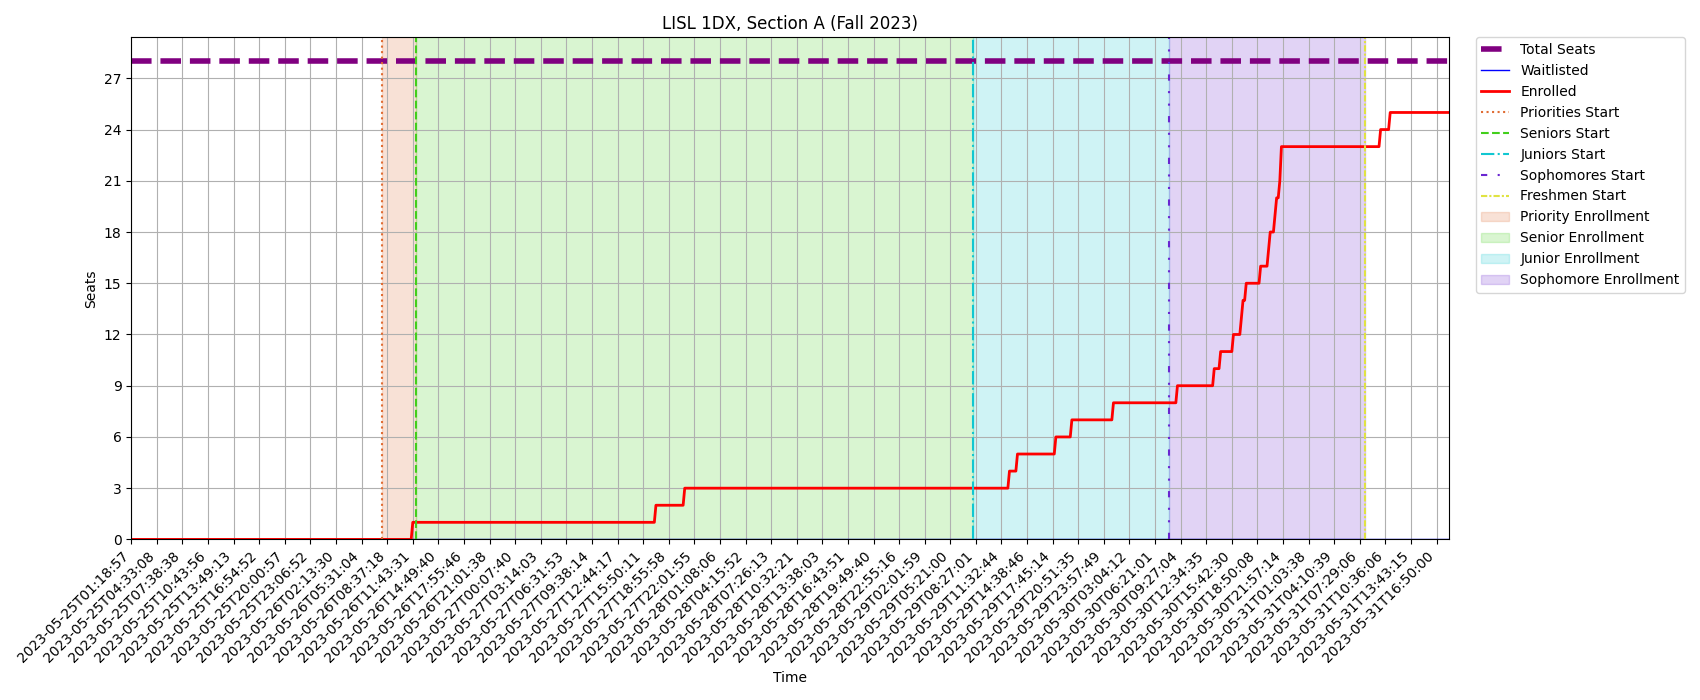 LISL 1DX, Section A (Fall 2023)
Total Seats
Waitlisted
Enrolled
Priorities Start
Seniors Start
Juniors Start
Sophomores Start
Freshmen Start
Priority Enrollment
Senior Enrollment
Junior Enrollment
Sophomore Enrollment
27
24
21
18
15
12
9
6
3
0
Seats
2023-05-25T01:18:57
2023-05-25T04:33:08
2023-05-25T07:38:38
2023-05-25T10:43:56
2023-05-25T13:49:13
2023-05-25T16:54:52
2023-05-25T20:00:57
2023-05-25T23:06:52
2023-05-26T02:13:30
2023-05-26T05:31:04
2023-05-26T08:37:18
2023-05-26T11:43:31
2023-05-26T14:49:40
2023-05-26T17:55:46
2023-05-26T21:01:38
2023-05-27T00:07:40
2023-05-27T03:14:03
2023-05-27T06:31:53
2023-05-27T09:38:14
2023-05-27T12:44:17
2023-05-27T15:50:11
2023-05-27T18:55:58
2023-05-27T22:01:55
2023-05-28T01:08:06
2023-05-28T04:15:52
2023-05-28T07:26:13
2023-05-28T10:32:21
2023-05-28T13:38:03
2023-05-28T16:43:51
2023-05-28T19:49:40
2023-05-28T22:55:16
2023-05-29T02:01:59
2023-05-29T05:21:00
2023-05-29T08:27:01
2023-05-29T11:32:44
2023-05-29T14:38:46
2023-05-29T17:45:14
2023-05-29T20:51:35
2023-05-29T23:57:49
2023-05-30T03:04:12
2023-05-30T06:21:01
2023-05-30T09:27:04
2023-05-30T12:34:35
2023-05-30T15:42:30
2023-05-30T18:50:08
2023-05-30T21:57:14
2023-05-31T01:03:38
2023-05-31T04:10:39
2023-05-31T07:29:06
2023-05-31T10:36:06
2023-05-31T13:43:15
2023-05-31T16:50:00
Time